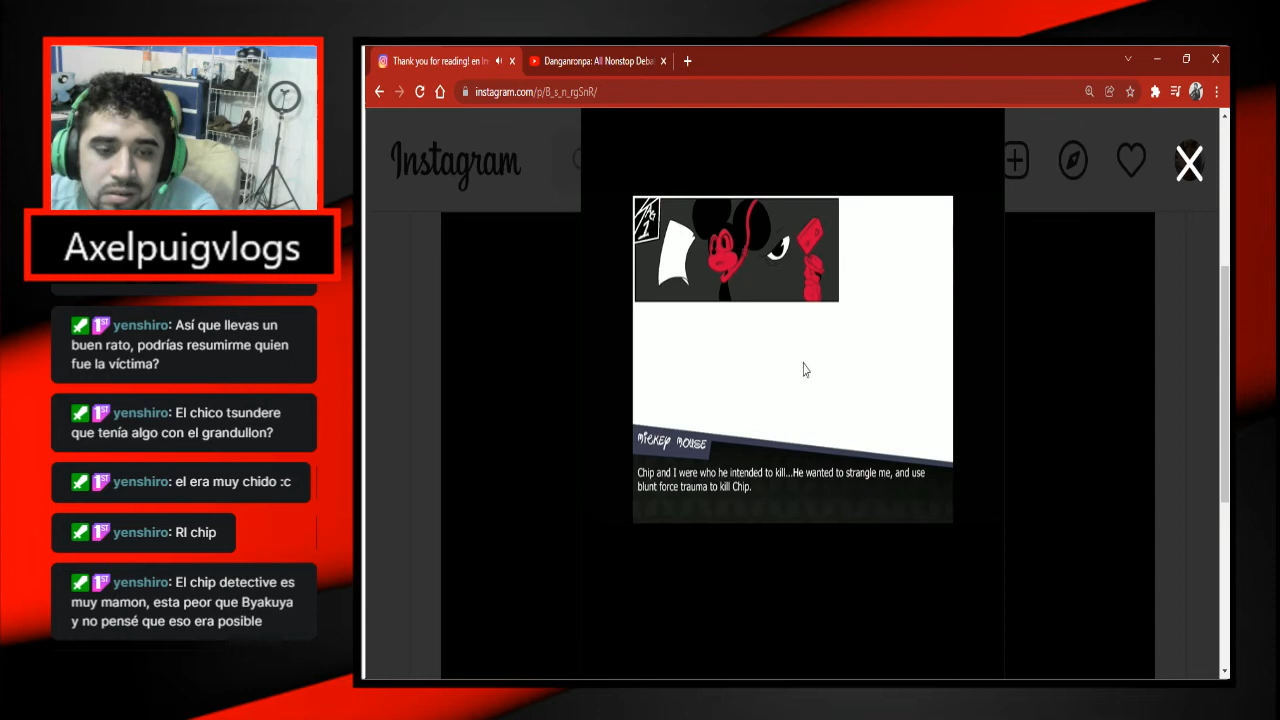 Thank you for reading! en In
Danganronpa: All Nonstop Deba
instagram.com/p/B_s_n_rgSnR/
Instagram
Axelpuigvlogs
yenshiro: Así que llevas un
buen rato, podrías resumirme quien
fue la víctima?
yenshiro: El chico tsundere
que tenía algo con el grandullon?
yenshiro: el era muy chido :c
yenshiro: Rl chip
yenshiro: El chip detective es
muy mamon, esta peor que Byakuya
y no pensé que eso era posible
1
MICKEY MOUSE
Chip and I were who he intended to kill...He wanted to strangle me, and use
blunt force trauma to kill Chip.